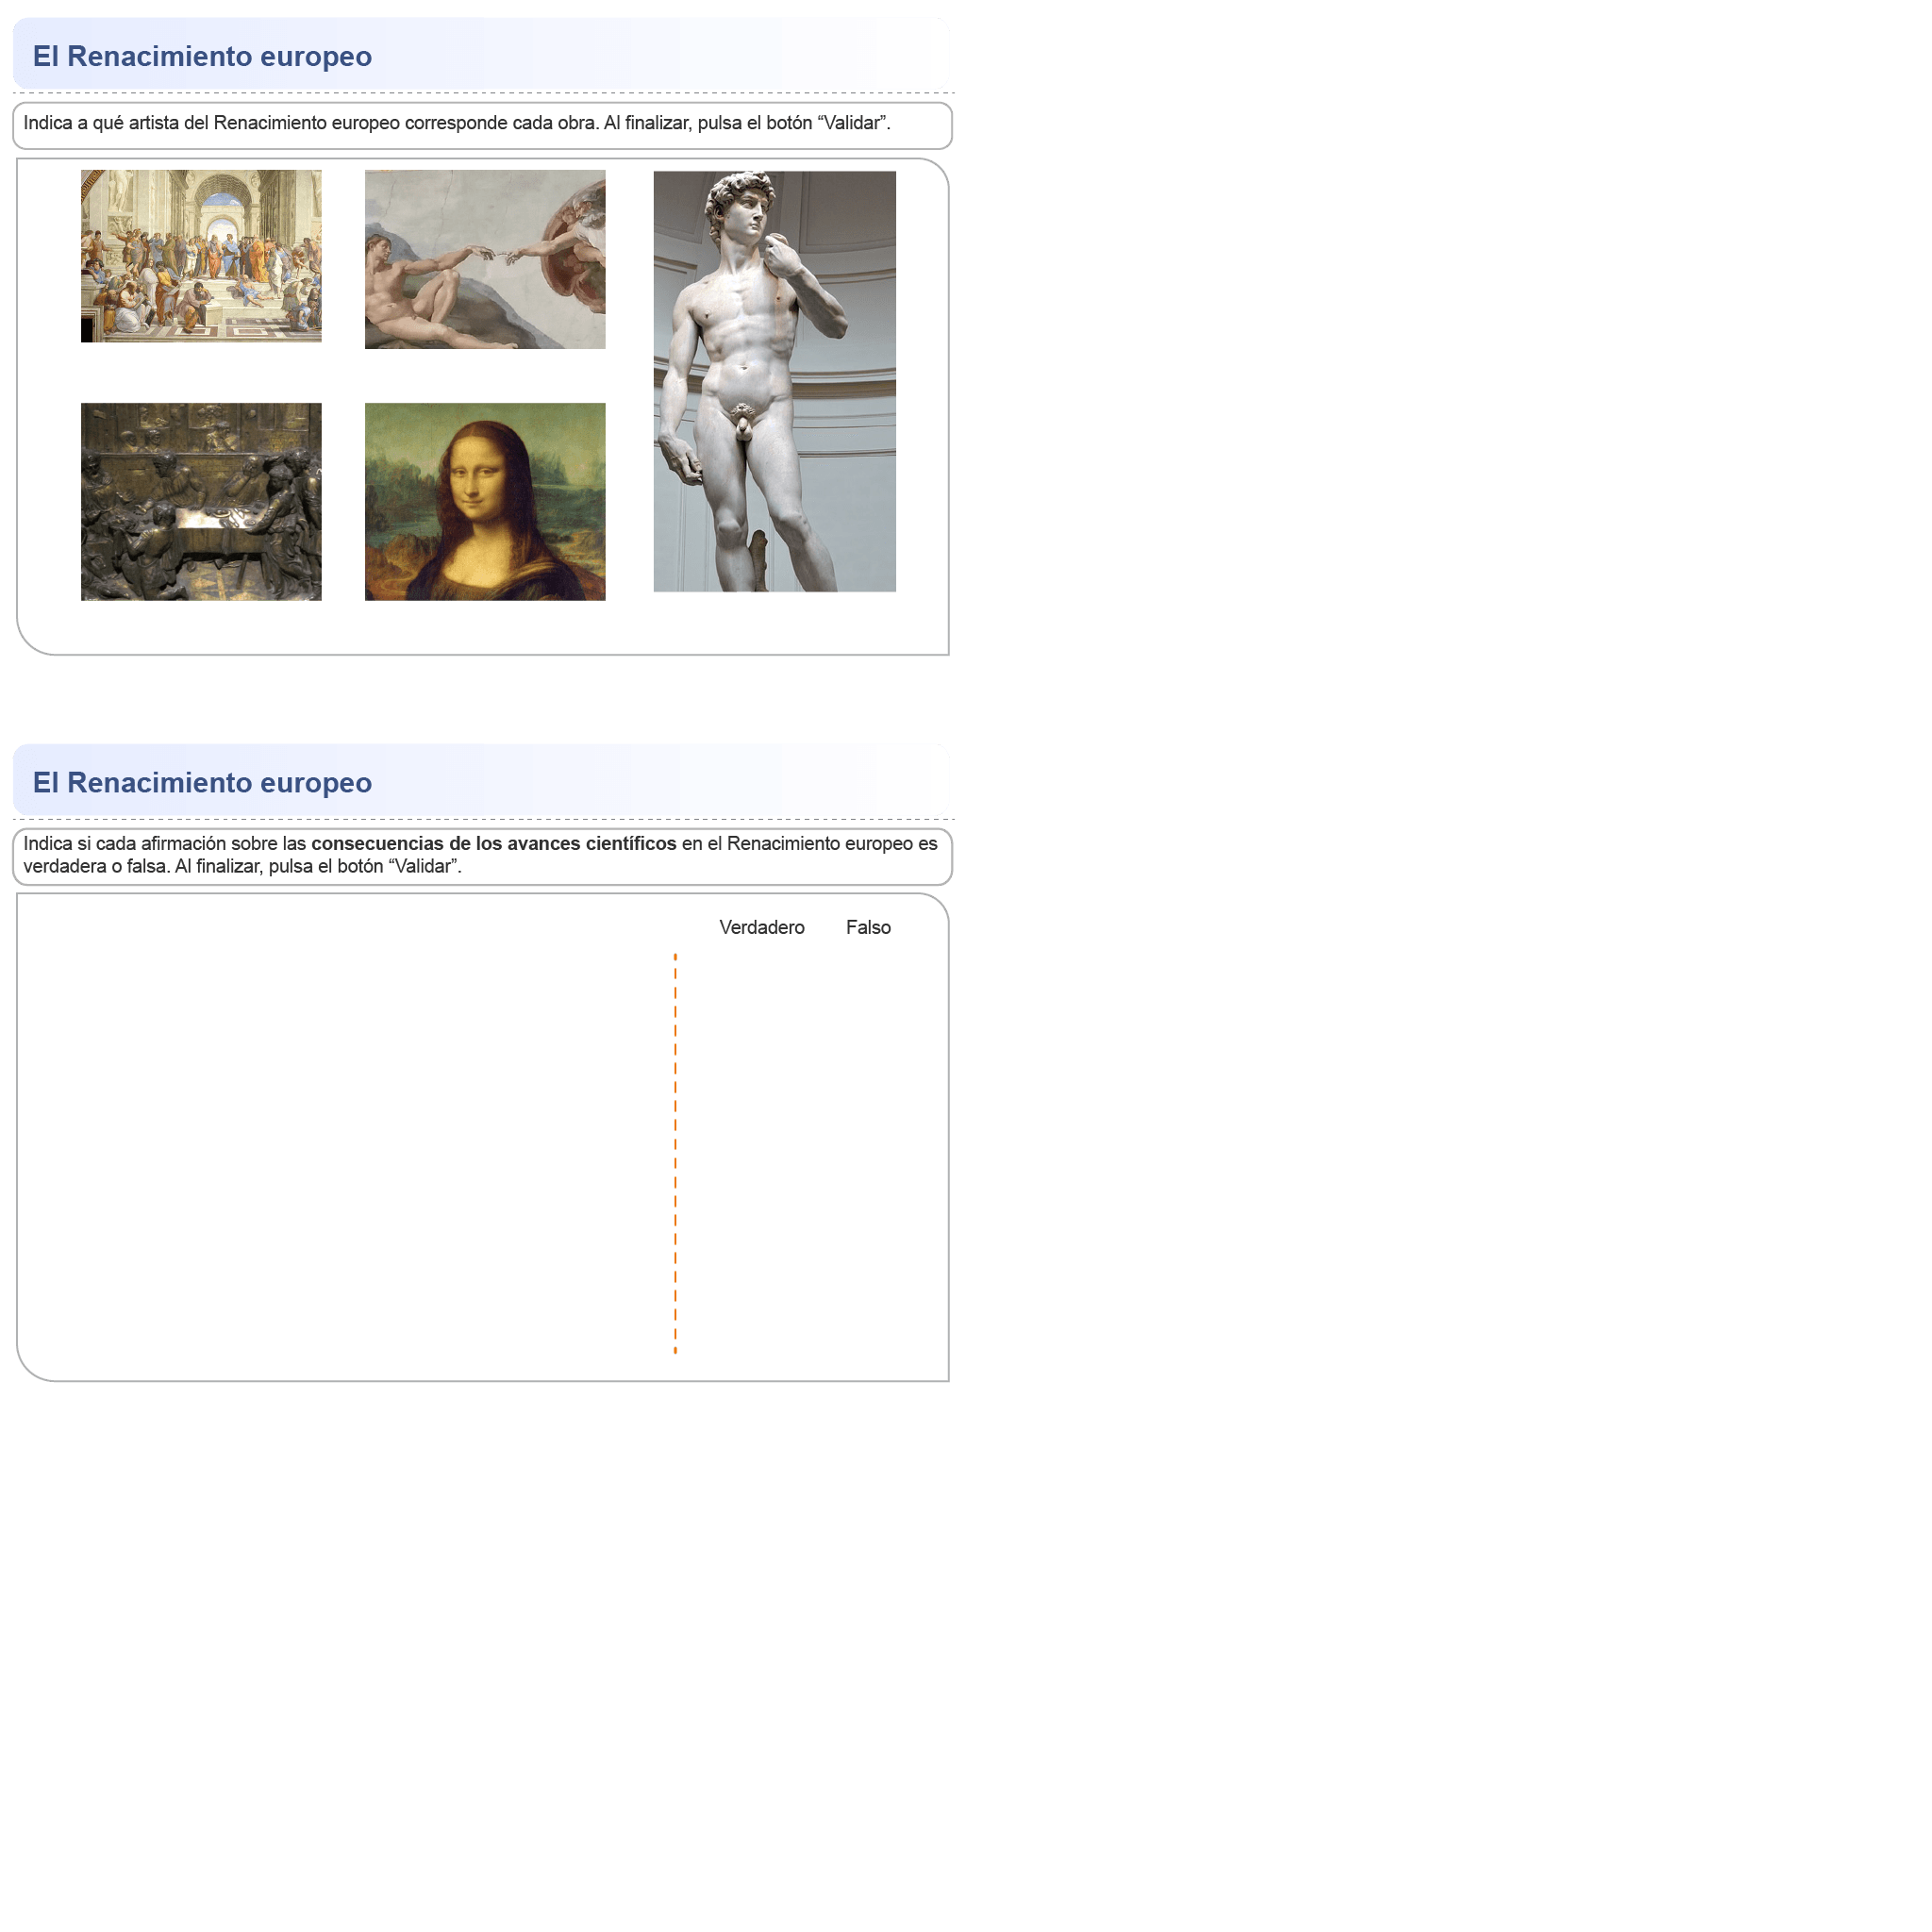 El Renacimiento europeo
Indica a qué artista del Renacimiento europeo corresponde cada obra. Al finalizar, pulsa el botón “Validar”.
El Renacimiento europeo
Indica si cada afirmación sobre las consecuencias de los avances científicos en el Renacimiento europeo es
verdadera o falsa. Al finalizar, pulsa el botón “Validar”.
Verdadero Falso